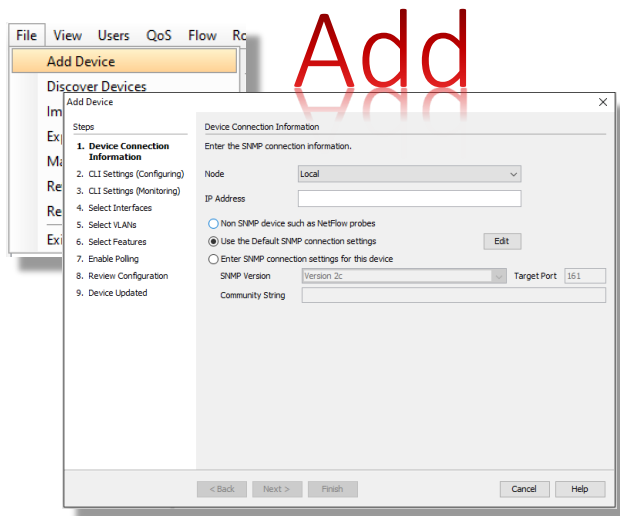 Add
File View Users QoS Flow
Add Device
Discover Devices
Add Device
Steps
1. Device Connection
Information
2. CLI Settings (Configuring)
3. CLI Settings (Monitoring)
4. Select Interfaces
5. Select VLANs
6. Select Features
7. Enable Polling
8. Review Configuration
9. Device Updated
Device Connection Information
Enter the SNMP connection information.
Node Local
IP Address
Non SNMP device such as NetFlow probes
Use the Default SNMP connection settings Edit
Enter SNMP connection settings for this device
SNMP Version Version 2c Target Port 161
Community String
< Back Next > Finish Cancel Help